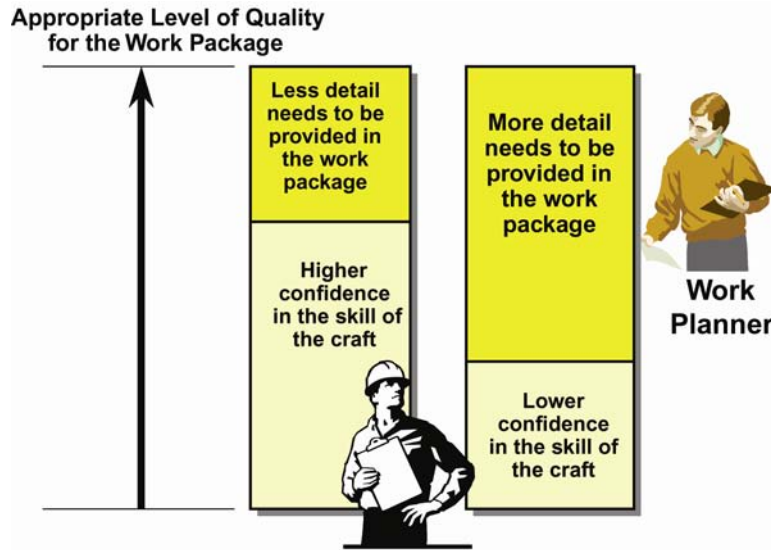 Appropriate Level of Quality
for the Work Package
Less detail
needs to be
provided in
the work
package
Higher
confidence
in the skill of
the craft
More detail
needs to be
provided in
the work
package
Lower
confidence
in the skill of
the craft
Work
Planner